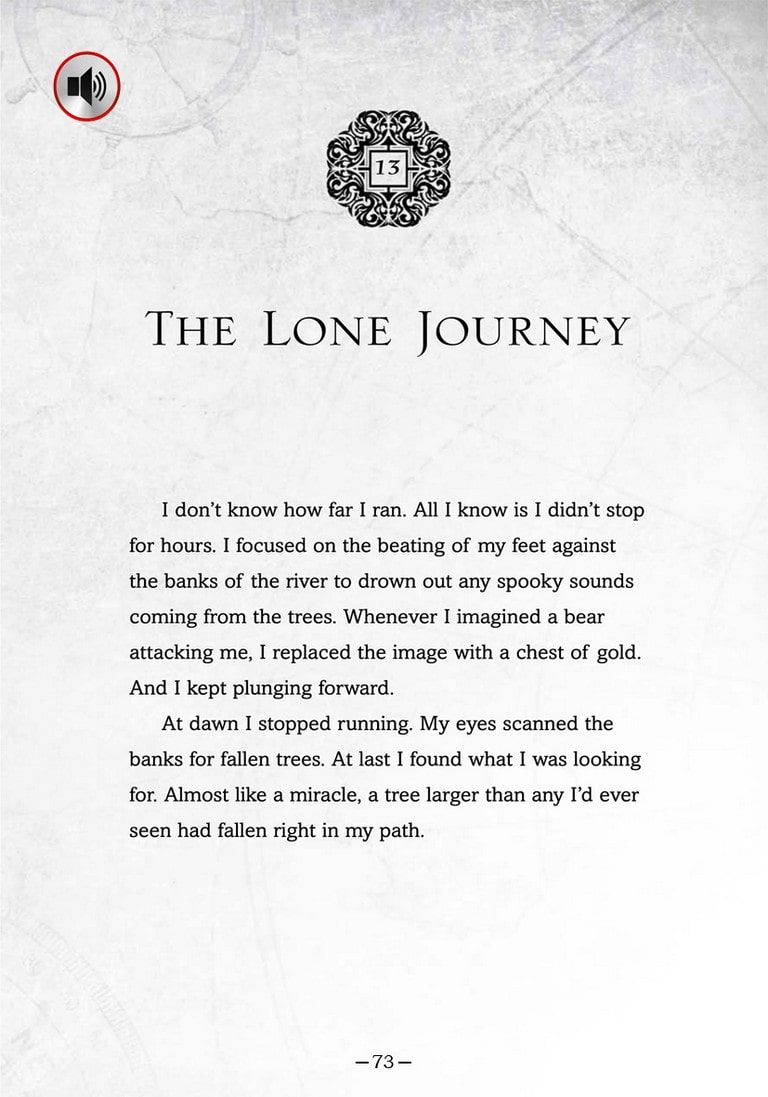 13
The Lone Journey
I don’t know how far I ran. All I know is I didn’t stop
for hours. I focused on the beating of my feet against
the banks of the river to drown out any spooky sounds
coming from the trees. Whenever I imagined a bear
attacking me, I replaced the image with a chest of gold.
And I kept plunging forward.
At dawn I stopped running. My eyes scanned the
banks for fallen trees. At last I found what I was looking
for. Almost like a miracle, a tree larger than any I’d ever
seen had fallen right in my path.
—73—